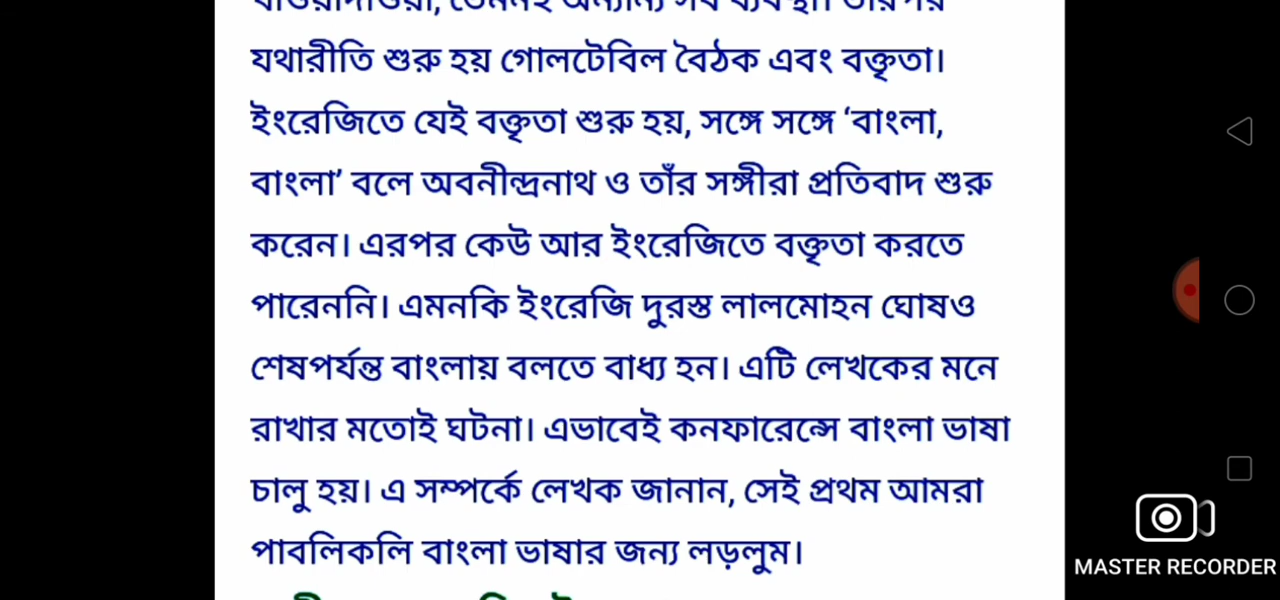 যথারীতি শুরু হয় গোলটেবিল বৈঠক এবং বক্তৃতা।
ইংরেজিতে যেই বক্তৃতা শুরু হয়, সঙ্গে সঙ্গে ‘বাংলা,
বাংলা’ বলে অবনীন্দ্রনাথ ও তাঁর সঙ্গীরা প্রতিবাদ শুরু
করেন। এরপর কেউ আর ইংরেজিতে বক্তৃতা করতে
পারেননি। এমনকি ইংরেজি দুরস্ত লালমোহন ঘোষও
শেষপর্যন্ত বাংলায় বলতে বাধ্য হন। এটি লেখকের মনে
রাখার মতোই ঘটনা। এভাবেই কনফারেন্সে বাংলা ভাষা
চালু হয়। এ সম্পর্কে লেখক জানান, সেই প্রথম আমরা
পাবলিকলি বাংলা ভাষার জন্য লড়লুম।
MASTER RECORDER